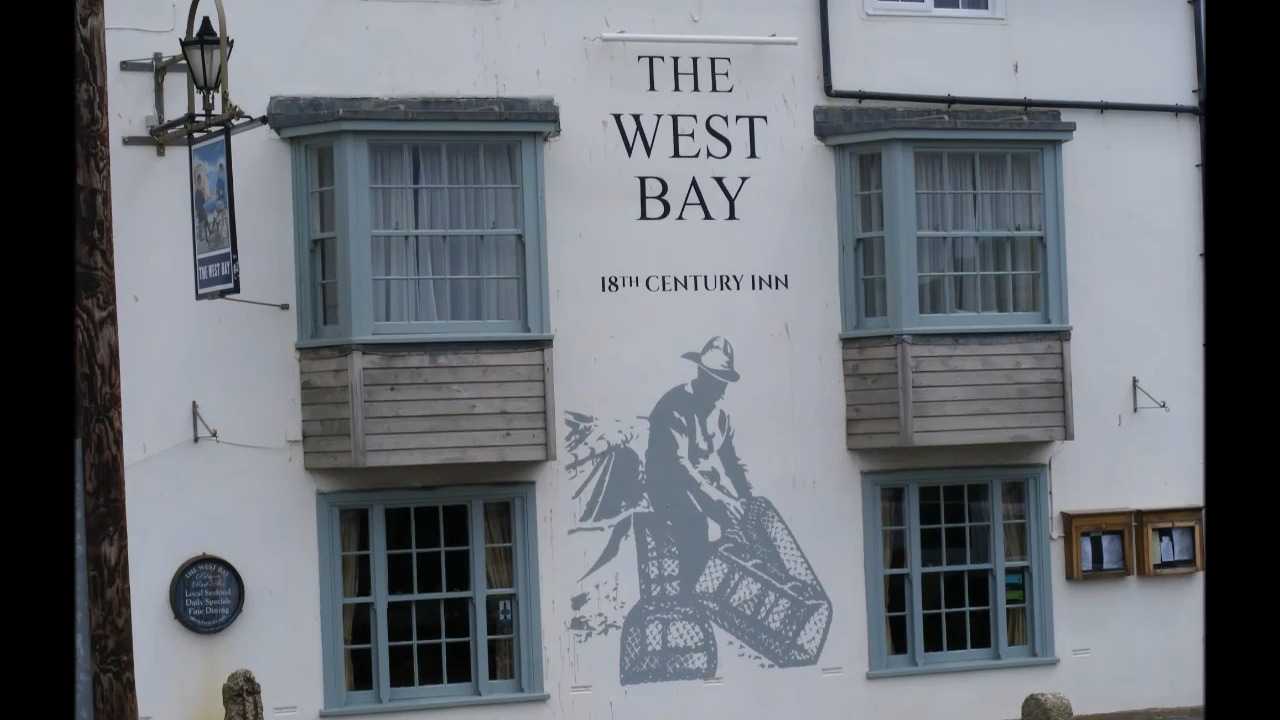 THE
WEST
BAY
18TH CENTURY INN
THE WEST BAY
THE WEST BAY
Local Seafood
Daily Specials
Fine Dining